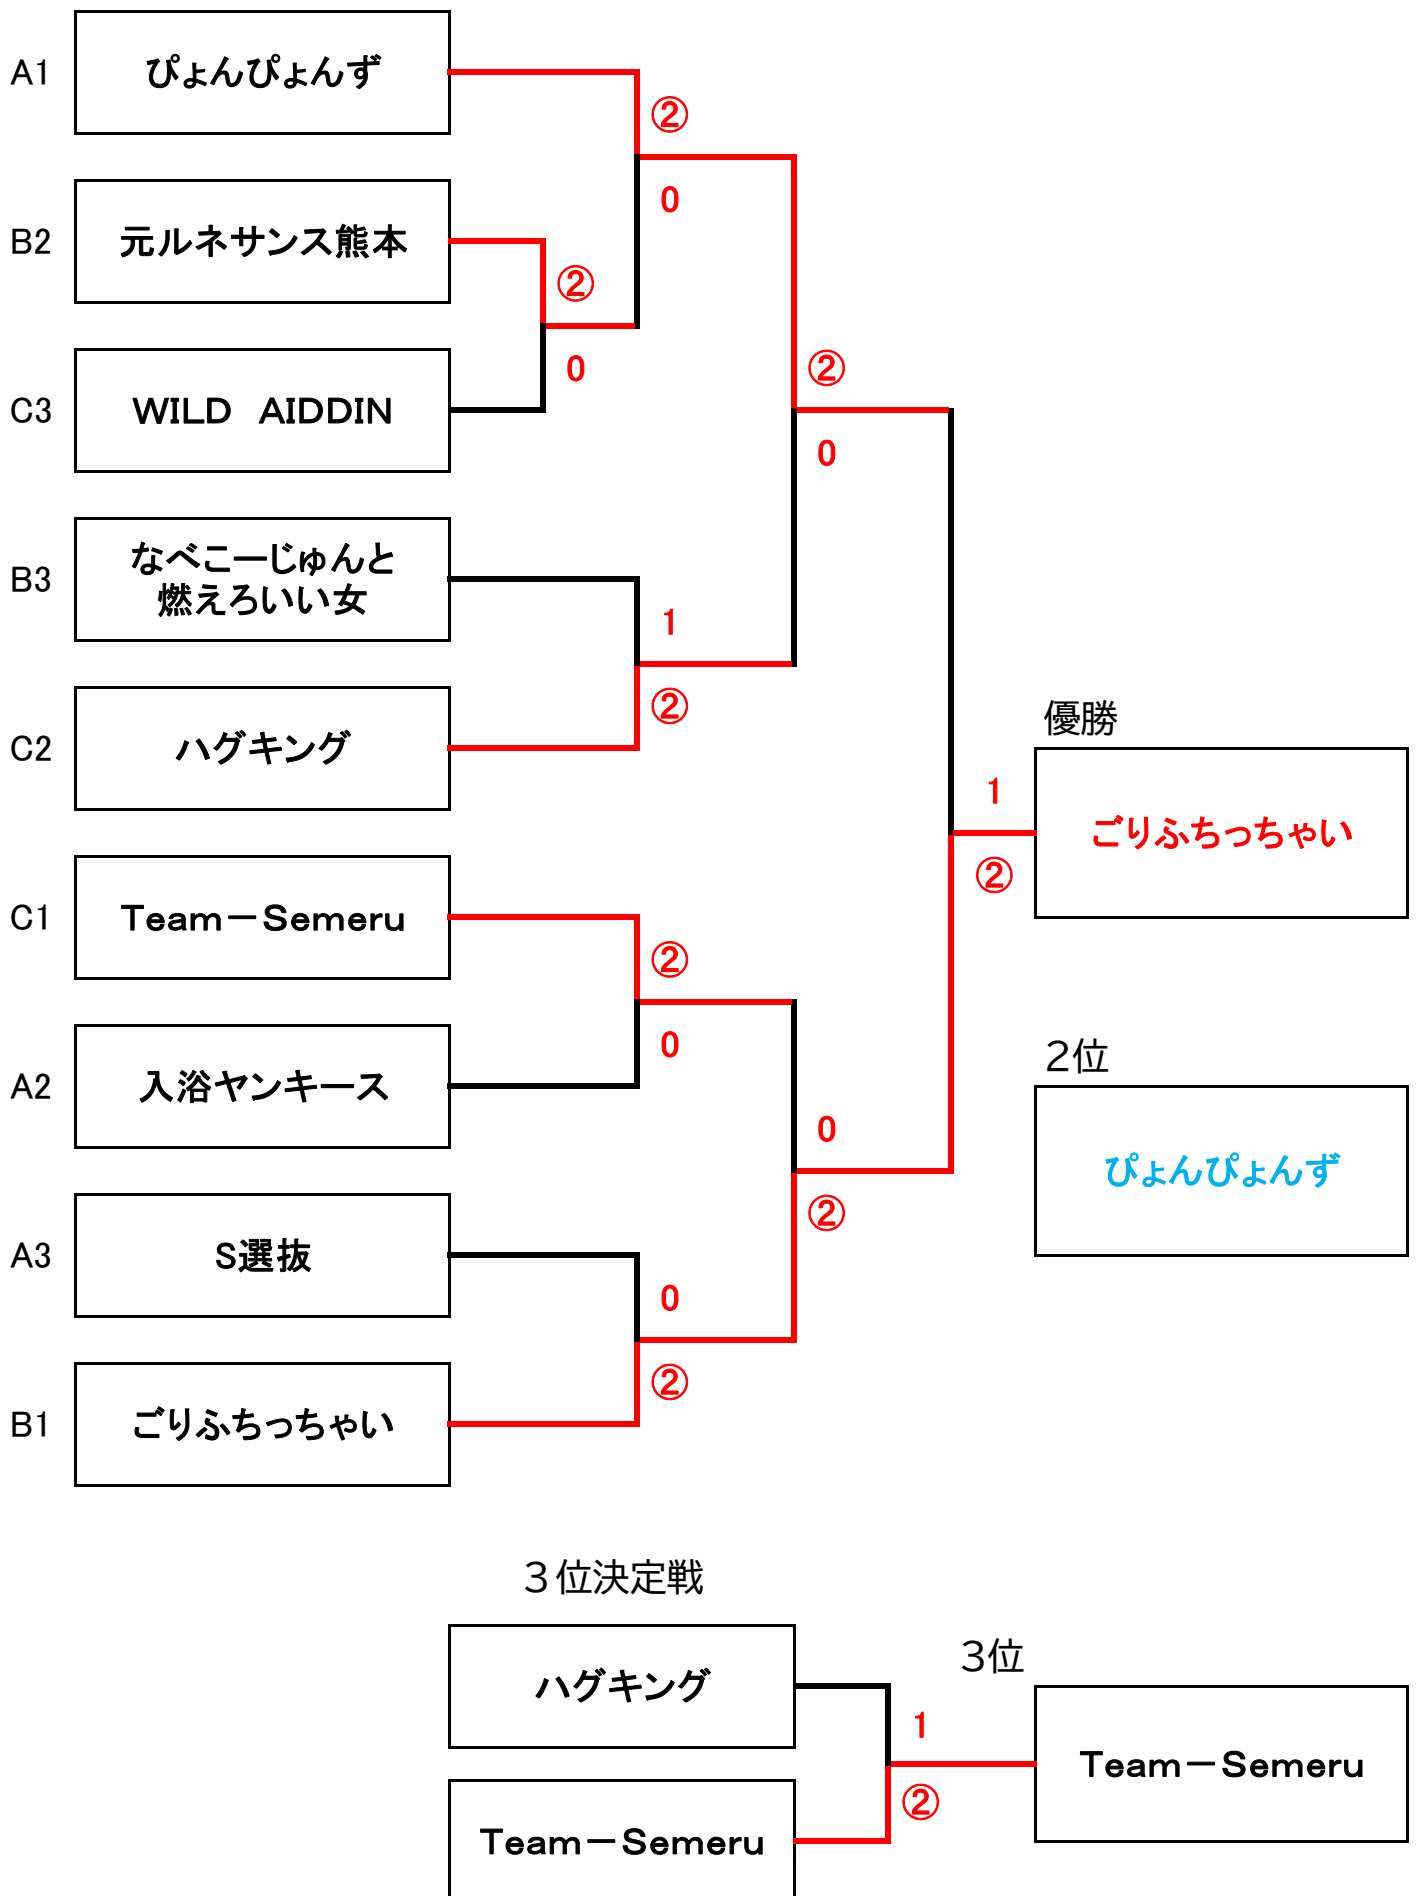 A1
ぴょんぴょんず
②
0
B2
元ルネサンス熊本
②
0
C3
WILD　AIDDIN
②
0
B3
なべこーじゅんと
燃えろいい女
1
②
C2
ハグキング
優勝
1
ごりふちっちゃい
②
C1
Team－Semeru
②
0
A2
入浴ヤンキース
2位
ぴょんぴょんず
0
②
A3
S選抜
0
②
B1
ごりふちっちゃい
３位決定戦
ハグキング
3位
1
Team－Semeru
②
Team－Semeru